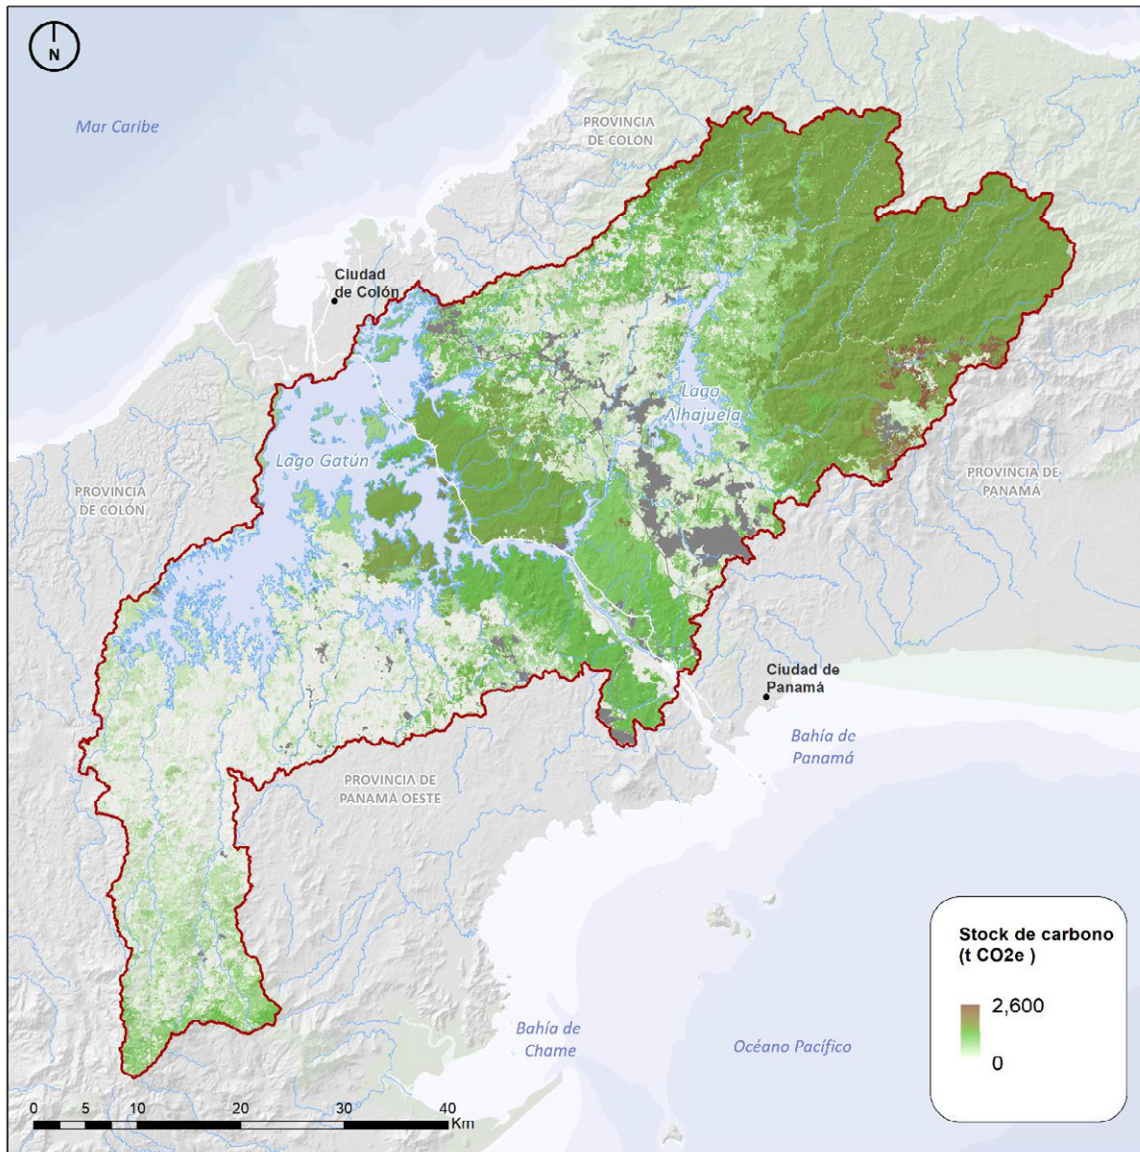 N
Mar Caribe
PROVINCIA
DE COLON
Ciudad
de Colón
Lago
Alhajuela
Lago Gatún
PROVINCIA
DE COLÓN
PROVINCIA DE
PANAMÁ
Ciudad de
Panamá
Bahía de
Panamá
PROVINCIA DE
PANAMÁ OESTE
Stock de carbono
(t CO2e )
2,600
0
Bahía de
Chame
Océano Pacífico
0 5 10 20 30 40
Km